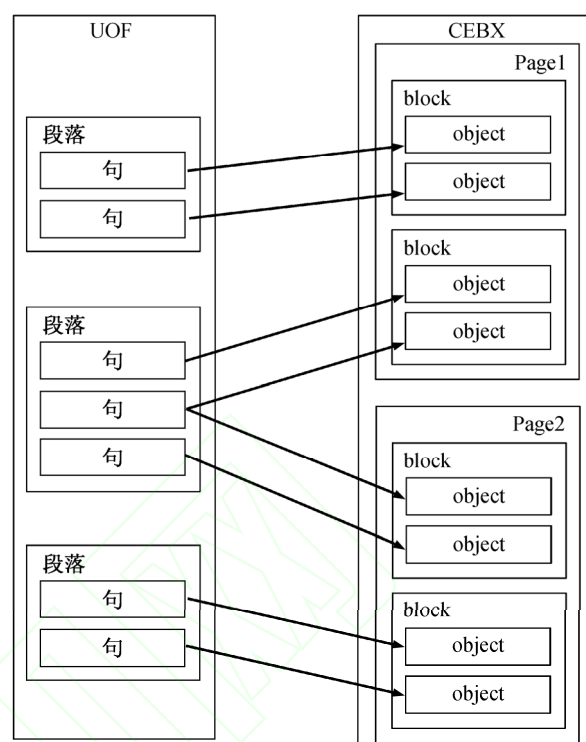 UOF
段落
句
句
段落
句
句
句
段落
句
句
CEBX
Page1
block
object
object
block
object
object
Page2
block
object
object
block
object
object